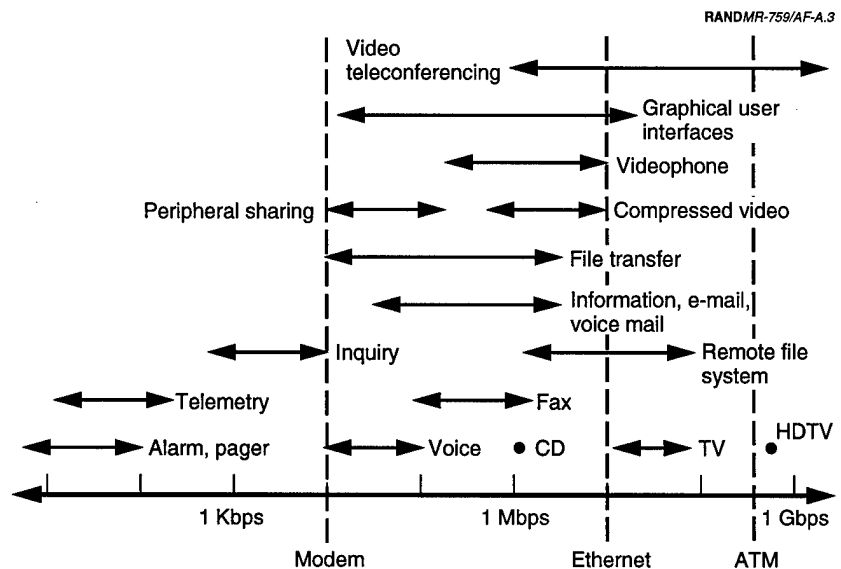 RANDMR-759/AF-A.3
Video
teleconferencing
Graphical user
interfaces
Videophone
Peripheral sharing
Compressed video
File transfer
Information, e-mail,
voice mail
Inquiry
Remote file
system
Telemetry
Fax
Alarm, pager
Voice
CD
TV
HDTV
1 Kbps
1 Mbps
1 Gbps
Modem
Ethernet
ATM